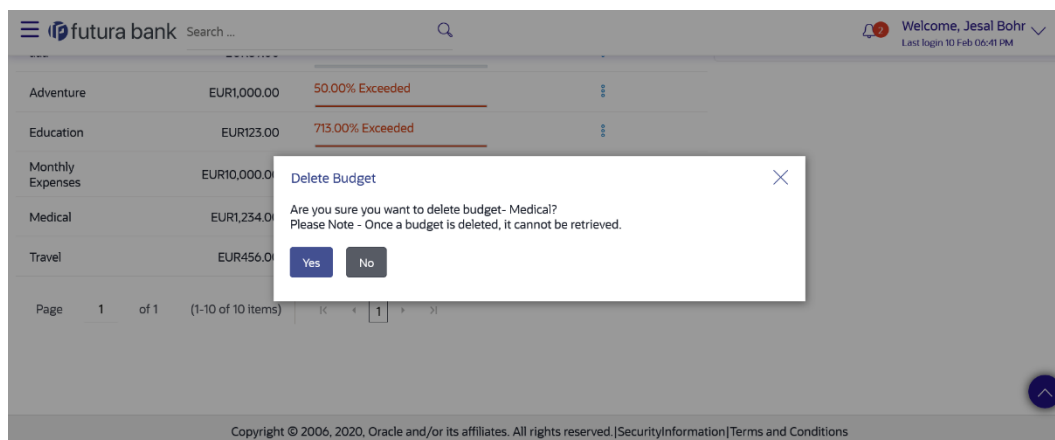 futura bank Search ... 2 Welcome, Jesal Bohr
Last login 10 Feb 06:41 PM
Adventure EUR1,000.00 50.00% Exceeded
Education EUR123.00 713.00% Exceeded
Monthly
Expenses EUR10,000.0
Delete Budget
Are you sure you want to delete budget- Medical?
Please Note - Once a budget is deleted, it cannot be retrieved.
Medical EUR1,234.0
Travel EUR456.0
Yes No
Page 1 of 1 (1-10 of 10 items) 1
Copyright © 2006, 2020, Oracle and/or its affiliates. All rights reserved.|SecurityInformation|Terms and Conditions